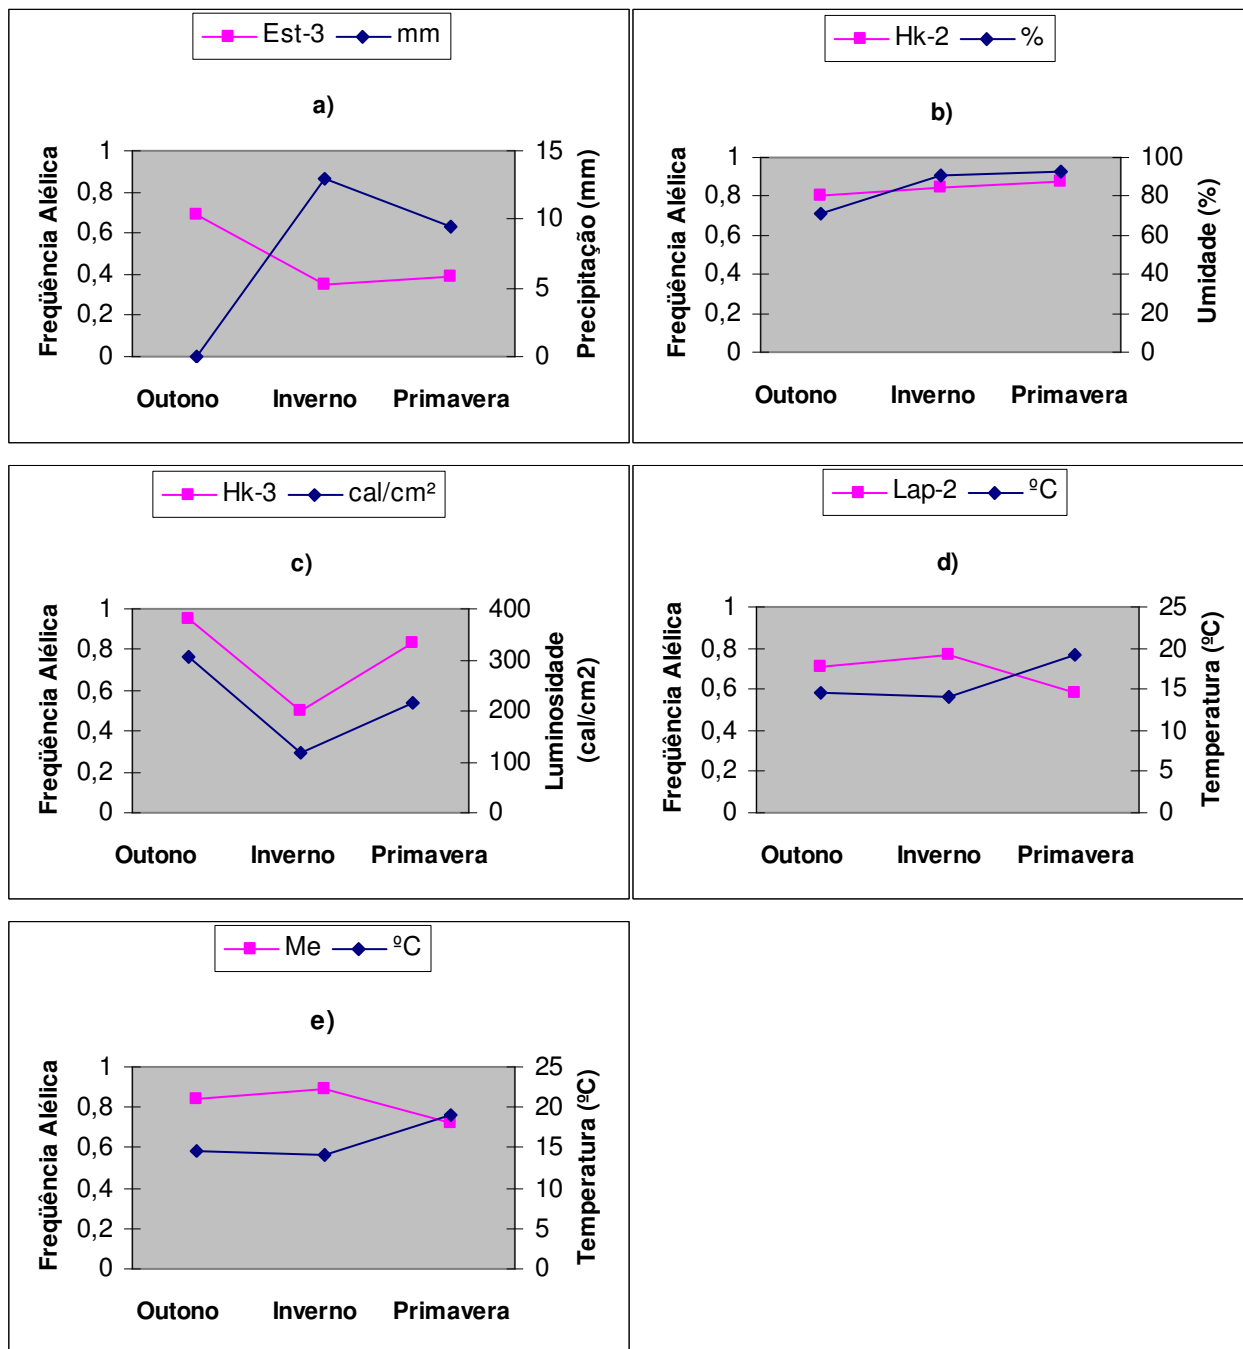 Est-3 mm
a)
Freqüência Alélica
1
0,8
0,6
0,4
0,2
0
15
10
5
0
Precipitação (mm)
Outono Inverno Primavera
Hk-2 %
b)
Freqüência Alélica
1
0,8
0,6
0,4
0,2
0
100
80
60
40
20
0
Umidade (%)
Outono Inverno Primavera
Hk-3 cal/cm²
c)
Freqüência Alélica
1
0,8
0,6
0,4
0,2
0
400
300
200
100
0
Luminosidade
(cal/cm2)
Outono Inverno Primavera
Lap-2 ºC
d)
Freqüência Alélica
1
0,8
0,6
0,4
0,2
0
25
20
15
10
5
0
Temperatura (ºC)
Outono Inverno Primavera
Me ºC
e)
Freqüência Alélica
1
0,8
0,6
0,4
0,2
0
25
20
15
10
5
0
Temperatura (ºC)
Outono Inverno Primavera